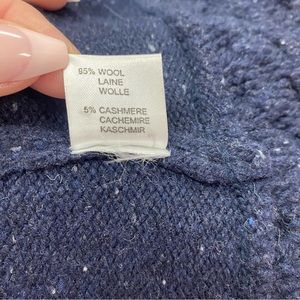 95% WOOL
LAINE
WOLLE
5% CASHMERE
CACHEMIRE
KASCHMIR